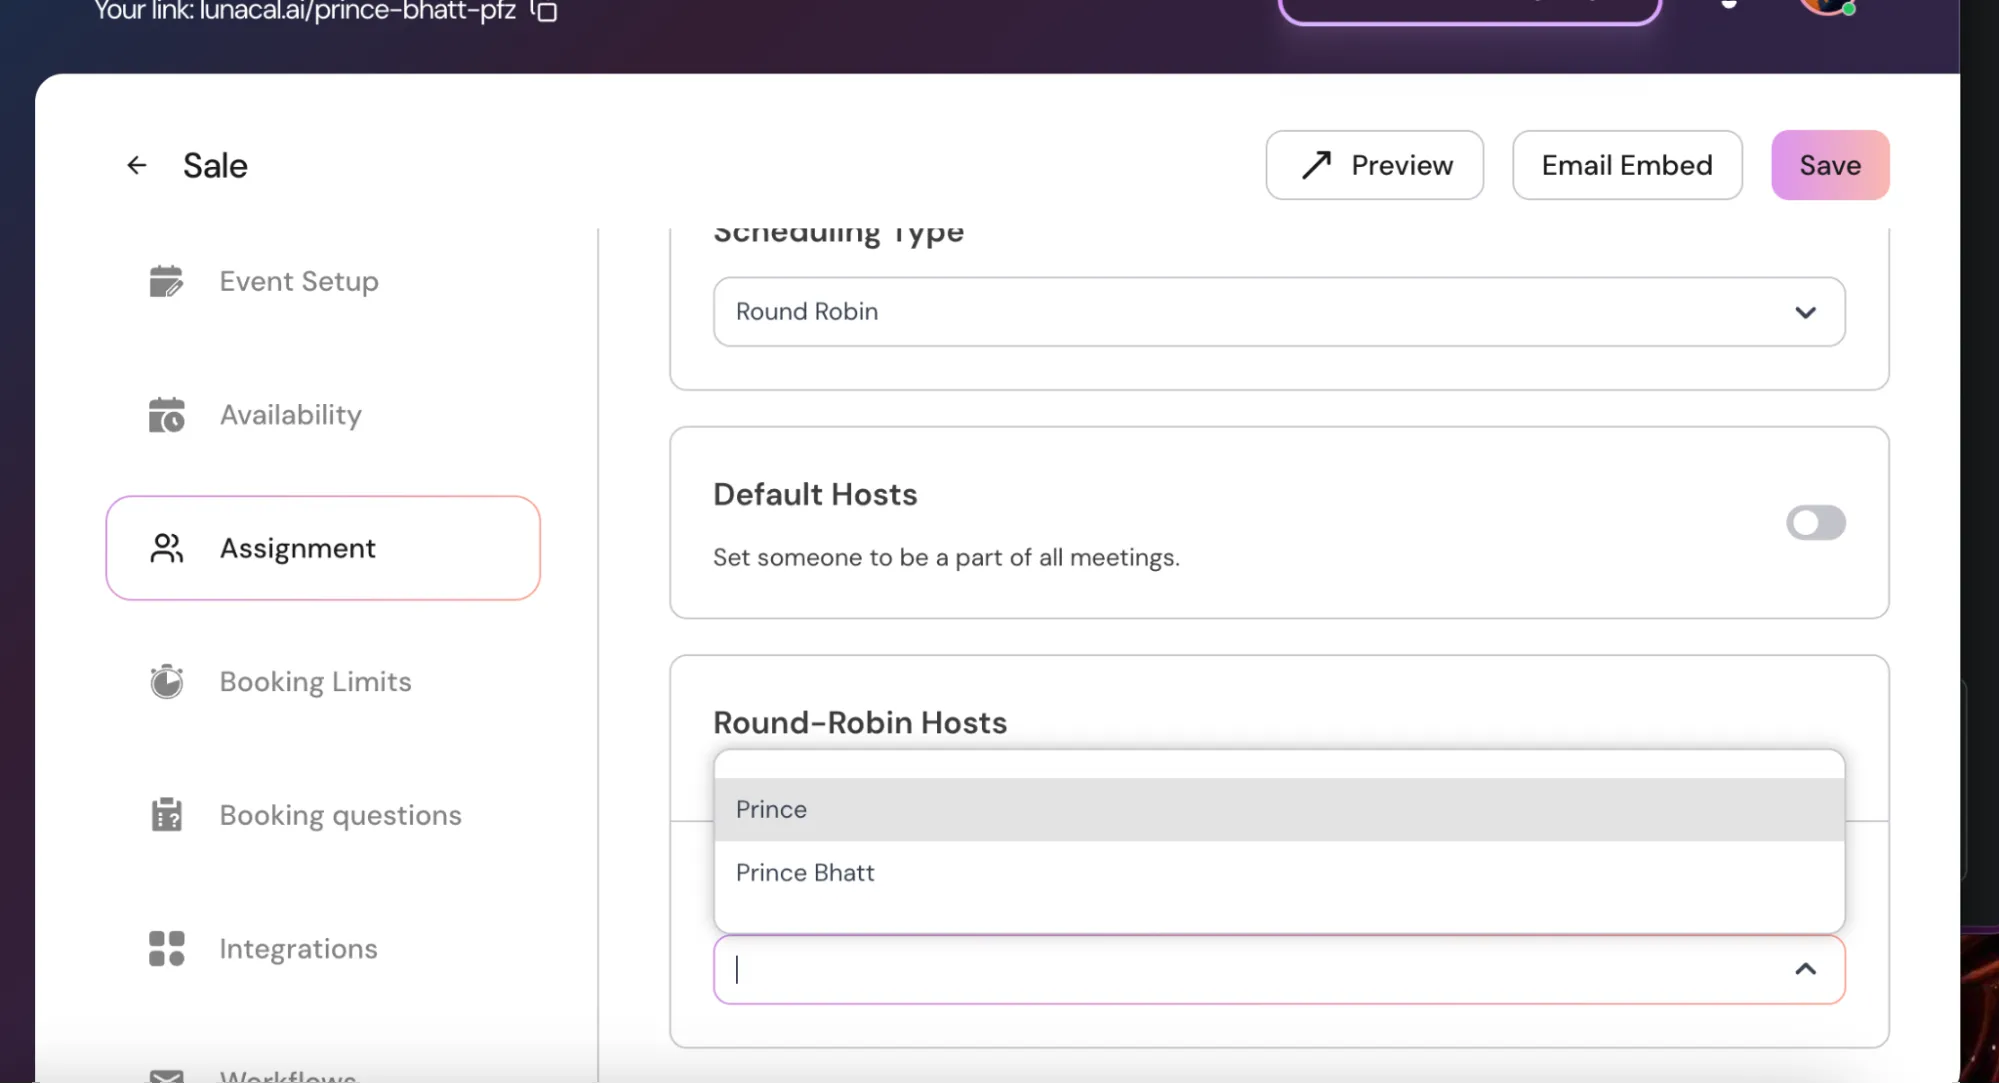 Your link: lunacal.ai/prince-bhatt-pfz
Sale
Preview
Email Embed
Save
Event Setup
Availability
Assignment
Booking Limits
Booking questions
Integrations
Workflows
Scheduling Type
Round Robin
Default Hosts
Set someone to be a part of all meetings.
Round-Robin Hosts
Prince
Prince Bhatt